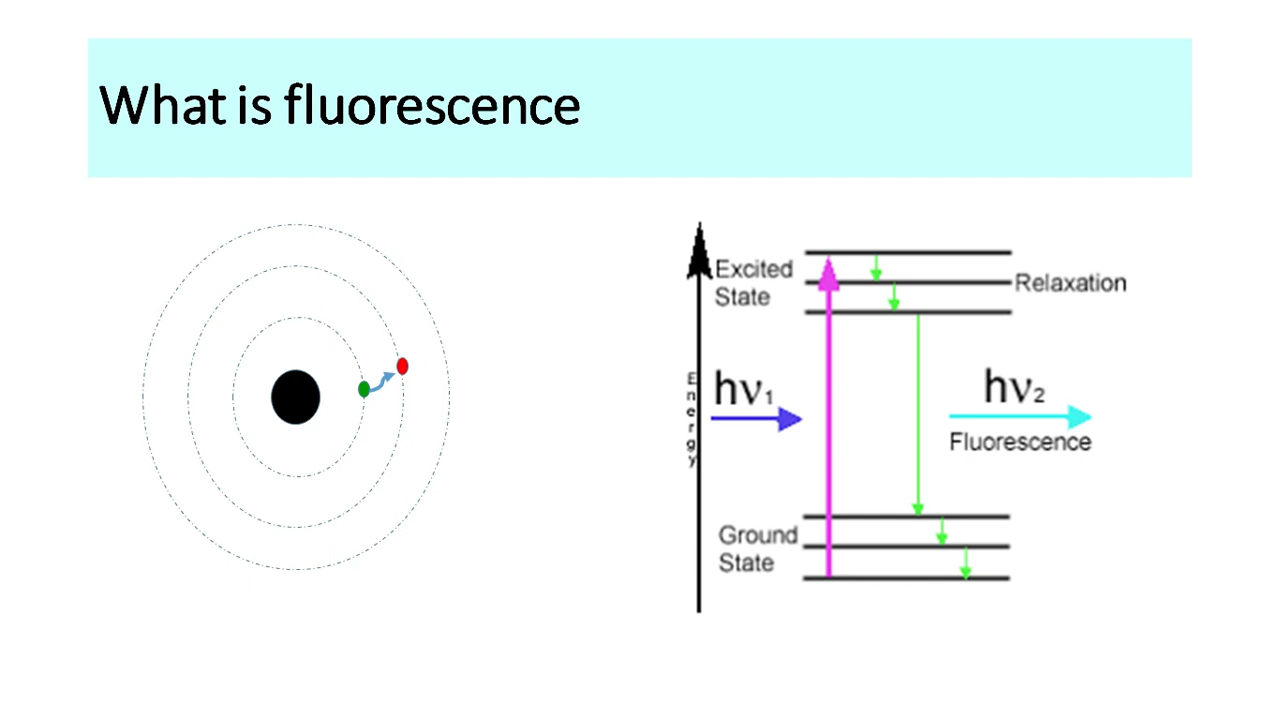 What is fluorescence
Excited
State
Relaxation
Energy
hν1
hν2
Fluorescence
Ground
State